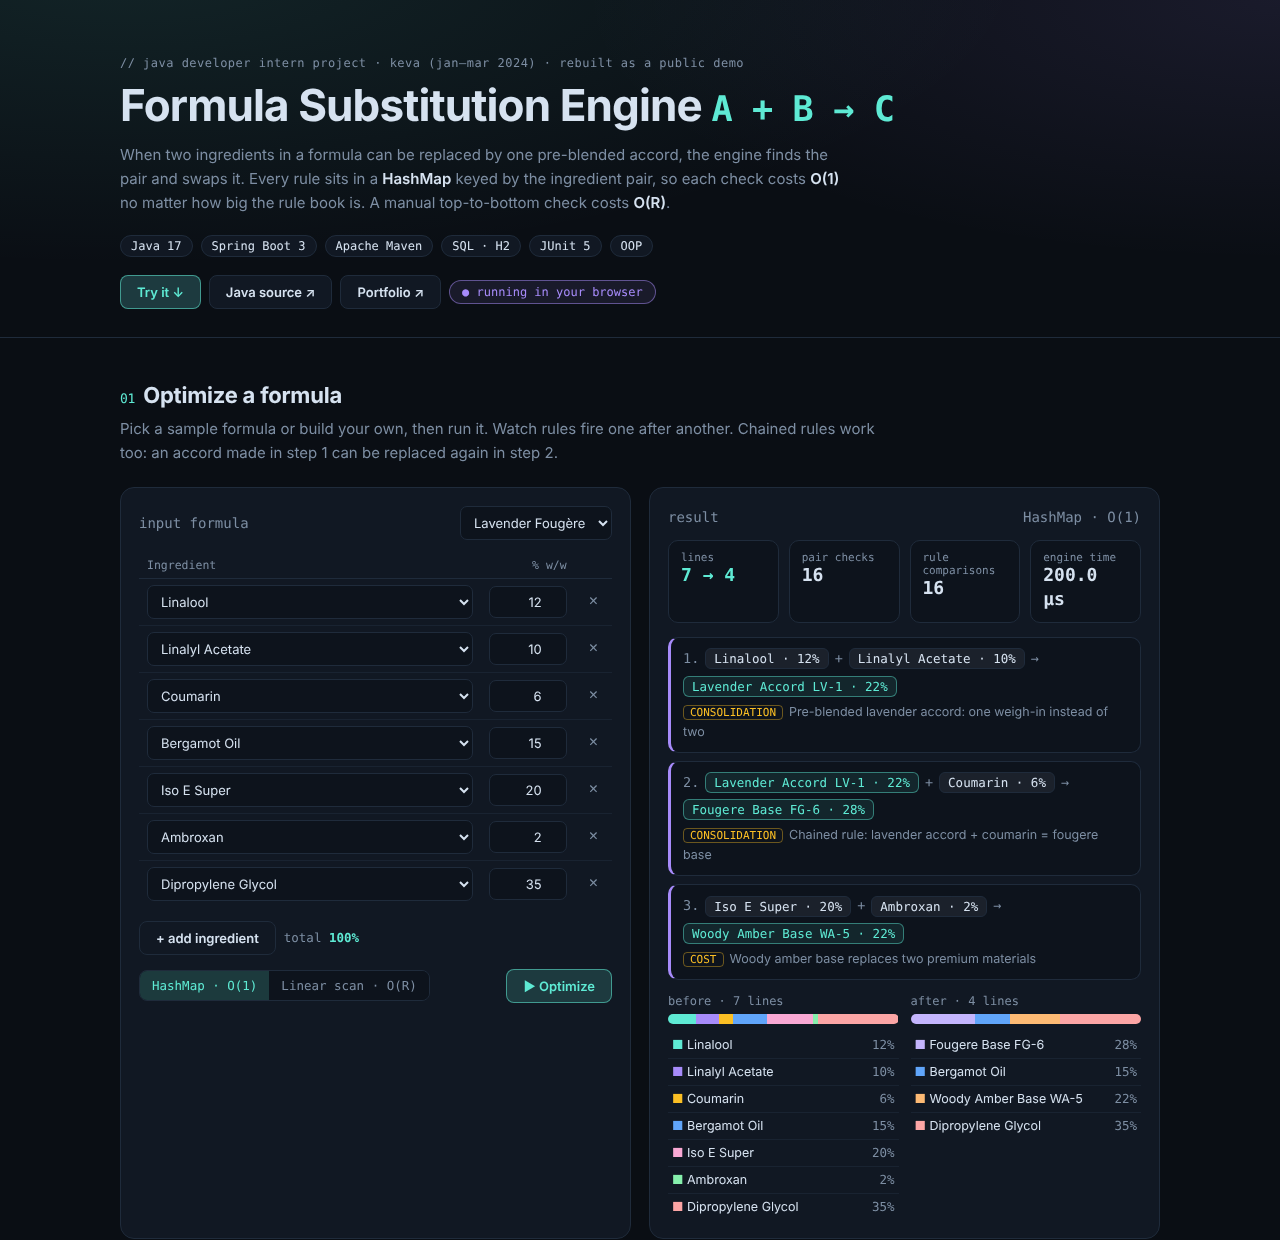 // java developer intern project · keva (jan–mar 2024) · rebuilt as a public demo
Formula Substitution Engine A + B → C
When two ingredients in a formula can be replaced by one pre-blended accord, the engine finds the
pair and swaps it. Every rule sits in a HashMap keyed by the ingredient pair, so each check costs O(1)
no matter how big the rule book is. A manual top-to-bottom check costs O(R).
Java 17 Spring Boot 3 Apache Maven SQL · H2 JUnit 5 OOP
Try it ↓ Java source ↗ Portfolio ↗ ● running in your browser
01 Optimize a formula
Pick a sample formula or build your own, then run it. Watch rules fire one after another. Chained rules work
too: an accord made in step 1 can be replaced again in step 2.
input formula Lavender Fougère
Ingredient % w/w
Linalool 12 ×
Linalyl Acetate 10 ×
Coumarin 6 ×
Bergamot Oil 15 ×
Iso E Super 20 ×
Ambroxan 2 ×
Dipropylene Glycol 35 ×
+ add ingredient total 100%
HashMap · O(1) Linear scan · O(R) ▶ Optimize
result HashMap · O(1)
lines
7 → 4
pair checks
16
rule
comparisons
16
engine time
200.0
µs
1. Linalool · 12% + Linalyl Acetate · 10% →
Lavender Accord LV-1 · 22%
CONSOLIDATION Pre-blended lavender accord: one weigh-in instead of
two
2. Lavender Accord LV-1 · 22% + Coumarin · 6% →
Fougere Base FG-6 · 28%
CONSOLIDATION Chained rule: lavender accord + coumarin = fougere
base
3. Iso E Super · 20% + Ambroxan · 2% →
Woody Amber Base WA-5 · 22%
COST Woody amber base replaces two premium materials
before · 7 lines
Linalool 12%
Linalyl Acetate 10%
Coumarin 6%
Bergamot Oil 15%
Iso E Super 20%
Ambroxan 2%
Dipropylene Glycol 35%
after · 4 lines
Fougere Base FG-6 28%
Bergamot Oil 15%
Woody Amber Base WA-5 22%
Dipropylene Glycol 35%